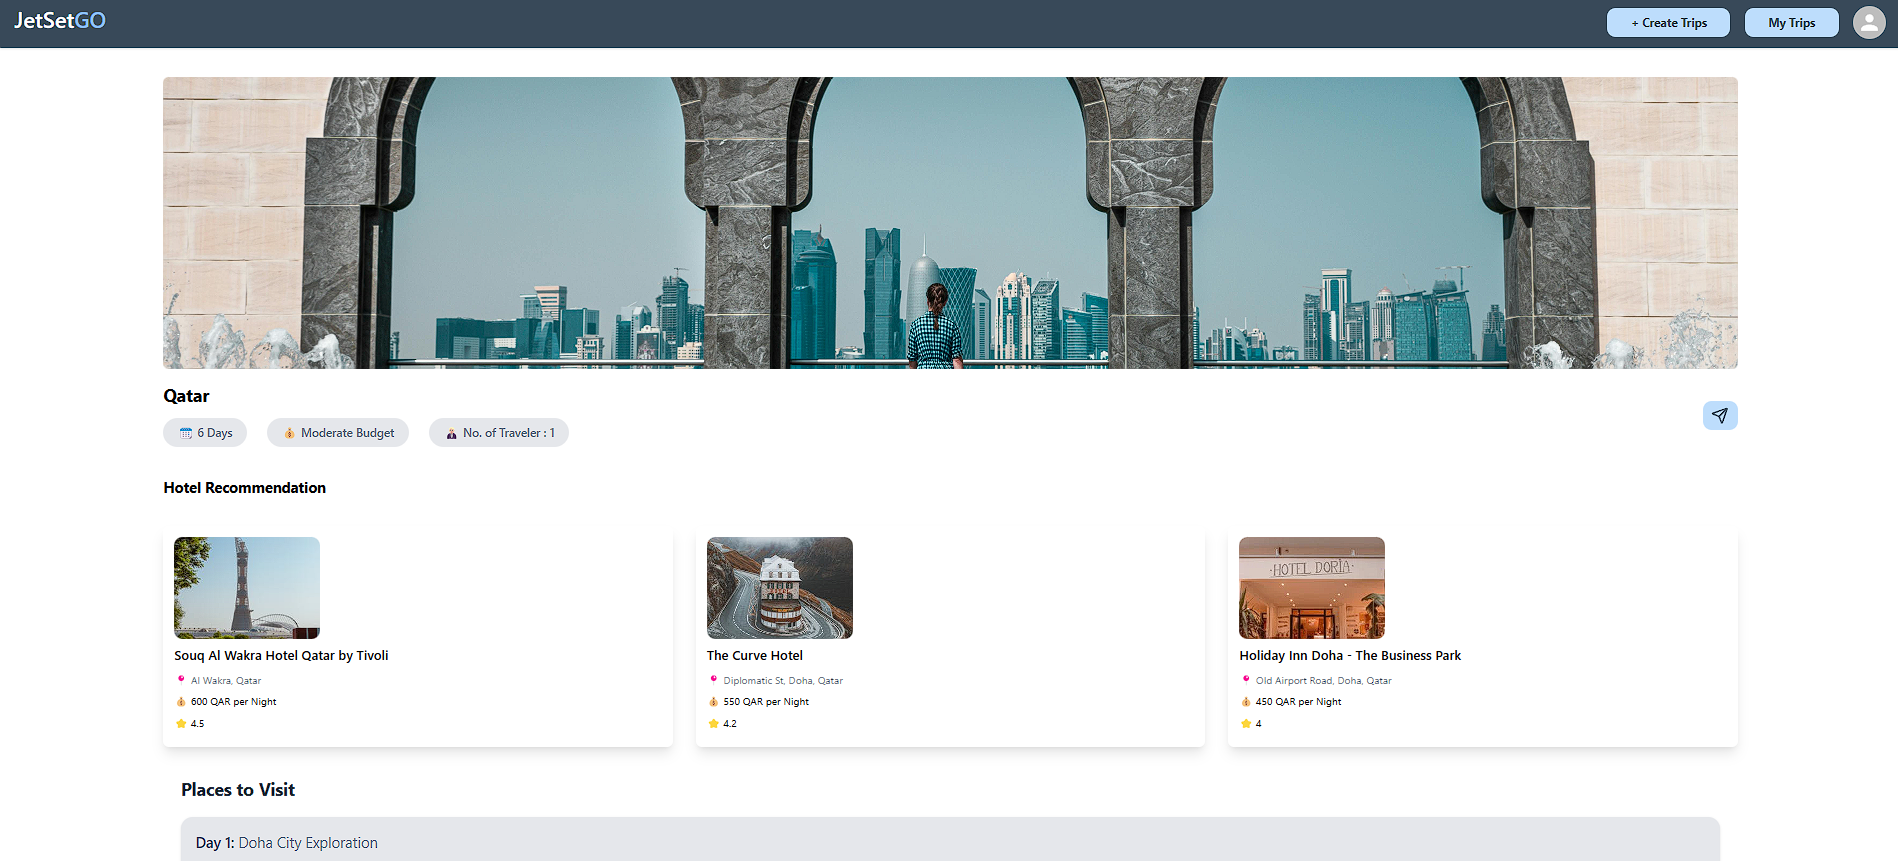 JetSetGO
+ Create Trips
My Trips
Qatar
6 Days
Moderate Budget
No. of Traveler : 1
Hotel Recommendation
·HOTEL DORIA·
Souq Al Wakra Hotel Qatar by Tivoli
The Curve Hotel
Holiday Inn Doha - The Business Park
Al Wakra, Qatar
Diplomatic St, Doha, Qatar
Old Airport Road, Doha, Qatar
600 QAR per Night
550 QAR per Night
450 QAR per Night
4.5
4.2
4
Places to Visit
Day 1: Doha City Exploration